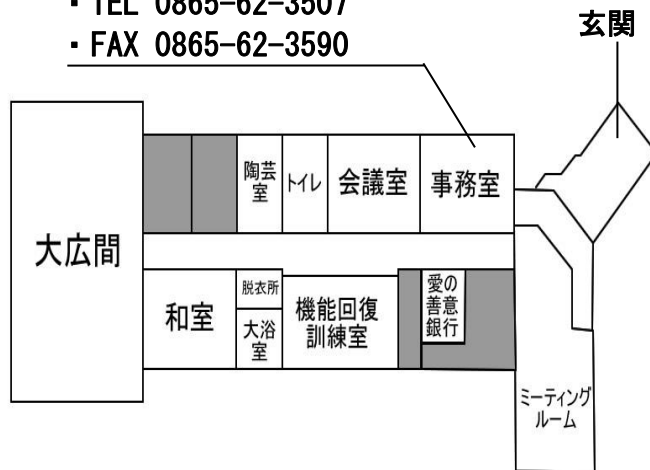 ・TEL 0865-62-3507
・FAX 0865-62-3590
玄関
大広間
陶芸
室
トイレ
会議室
事務室
和室
脱衣所
大浴
室
機能回復
訓練室
愛の
善意
銀行
ミーティング
ルーム